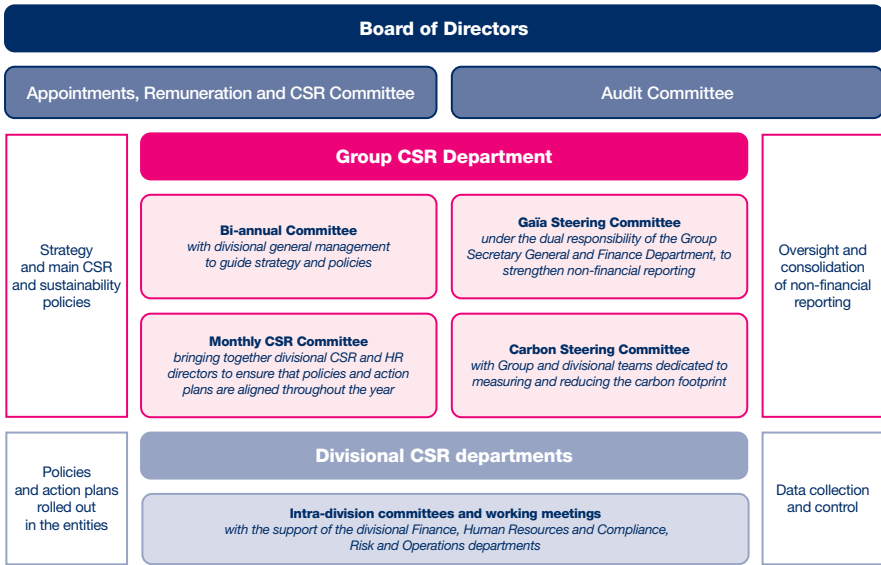 Board of Directors
Appointments, Remuneration and CSR Committee
Audit Committee
Strategy
and main CSR
and sustainability
policies
Group CSR Department
Bi-annual Committee
with divisional general management
to guide strategy and policies
Gaïa Steering Committee
under the dual responsibility of the Group
Secretary General and Finance Department, to
strengthen non-financial reporting
Monthly CSR Committee
bringing together divisional CSR and HR
directors to ensure that policies and action
plans are aligned throughout the year
Carbon Steering Committee
with Group and divisional teams dedicated to
measuring and reducing the carbon footprint
Oversight and
consolidation
of non-financial
reporting
Policies
and action plans
rolled out
in the entities
Divisional CSR departments
Intra-division committees and working meetings
with the support of the divisional Finance, Human Resources and Compliance,
Risk and Operations departments
Data collection
and control